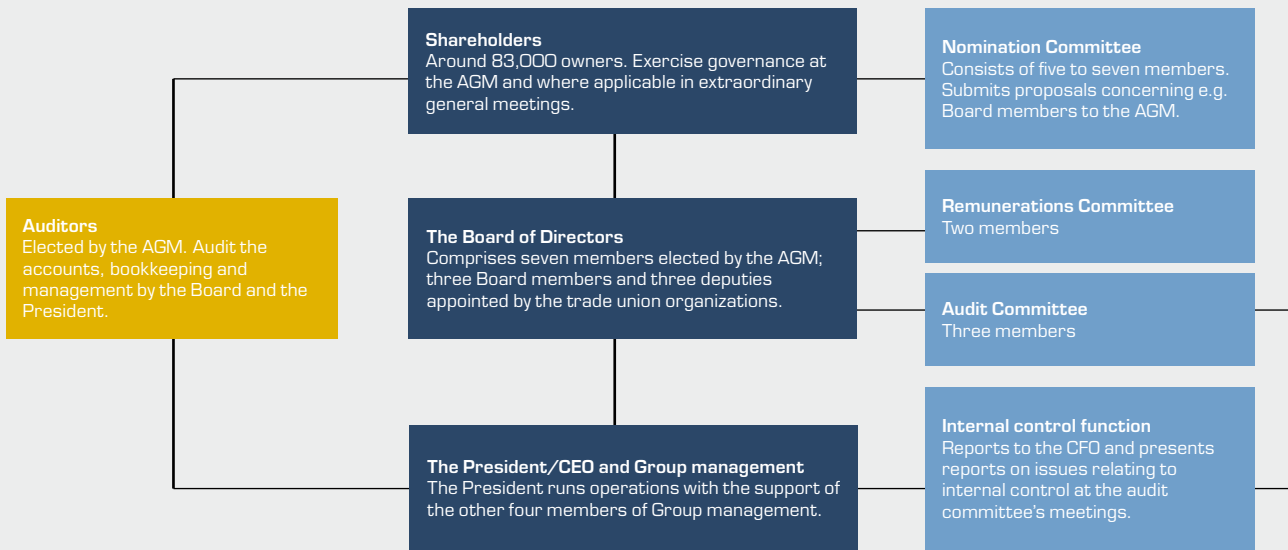 Shareholders
Around 83,000 owners. Exercise governance at
the AGM and where applicable in extraordinary
general meetings.
Nomination Committee
Consists of five to seven members.
Submits proposals concerning e.g.
Board members to the AGM.
Auditors
Elected by the AGM. Audit the
accounts, bookkeeping and
management by the Board and the
President.
The Board of Directors
Comprises seven members elected by the AGM;
three Board members and three deputies
appointed by the trade union organizations.
Remunerations Committee
Two members
Audit Committee
Three members
The President/CEO and Group management
The President runs operations with the support of
the other four members of Group management.
Internal control function
Reports to the CFO and presents
reports on issues relating to
internal control at the audit
committee's meetings.